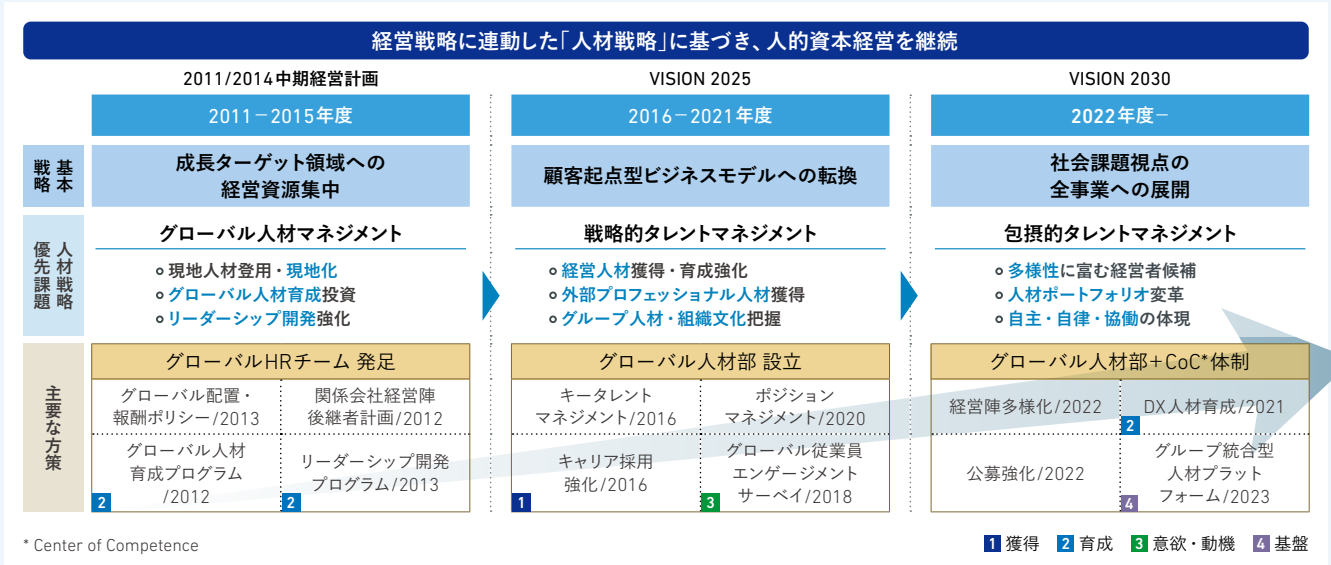 経営戦略に連動した「人材戦略」に基づき、人的資本経営を継続
2011/2014中期経営計画
VISION 2025
VISION 2030
2011－2015年度
2016－2021年度
2022年度－
基本
戦略
成長ターゲット領域への
経営資源集中
顧客起点型ビジネスモデルへの転換
社会課題視点の
全事業への展開
人材戦略
優先課題
グローバル人材マネジメント
・現地人材登用・現地化
・グローバル人材育成投資
・リーダーシップ開発強化
戦略的タレントマネジメント
・経営人材獲得・育成強化
・外部プロフェッショナル人材獲得
・グループ人材・組織文化把握
包摂的タレントマネジメント
・多様性に富む経営者候補
・人材ポートフォリオ変革
・自主・自律・協働の体現
主要な方策
グローバルHRチーム 発足
グローバル配置・
報酬ポリシー/2013
関係会社経営陣
後継者計画/2012
グローバル人材
育成プログラム
/2012
2
リーダーシップ開発
プログラム/2013
2
グローバル人材部 設立
キータレント
マネジメント/2016
ポジション
マネジメント/2020
キャリア採用
強化/2016
1
グローバル従業員
エンゲージメント
サーベイ/2018
3
グローバル人材部＋CoC*体制
経営陣多様化/2022
DX人材育成/2021
2
公募強化/2022
グループ統合型
人材プラット
フォーム/2023
4
* Center of Competence
1 獲得 2 育成 3 意欲・動機 4 基盤